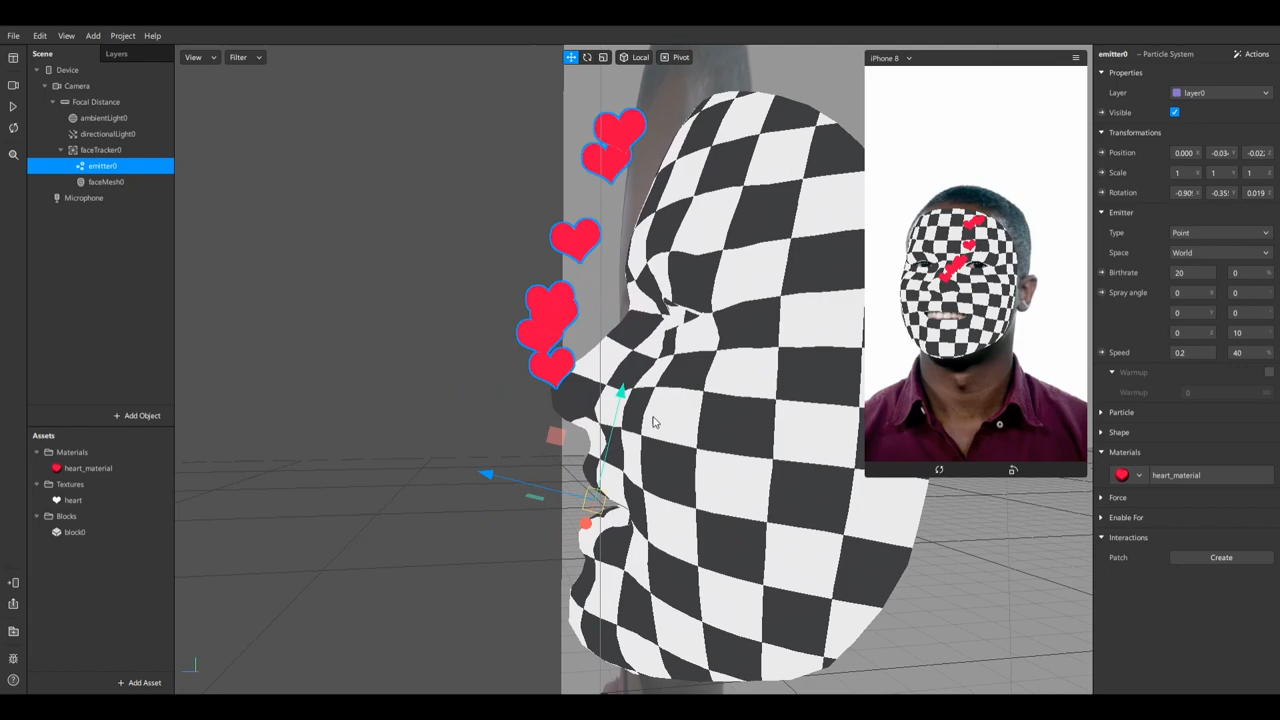 File Edit View Add Project Help
Scene Layers
Device
Camera
Focal Distance
ambientLight0
directionalLight0
faceTracker0
emitter0
faceMesh0
Microphone
+ Add Object
Assets
Materials
heart_material
Textures
heart
Blocks
block0
+ Add Asset
View Filter
Local Pivot
iPhone 8
emitter0 – Particle System Actions
Properties
Layer layer0
Visible
Transformations
Position 0.000 X -0.034 Y Z
Scale 1 X 1 Y 1 Z
Rotation X Y 0.019 Z
Emitter
Type Point
Space World
Birthrate 20 0 %
Spray angle 0 X 0 °
0 Y 0 °
0 Z 10 °
Speed 0.2 40 %
Warmup
Warmup 0
Particle
Shape
Materials
heart_material
Force
Enable For
Interactions
Patch Create